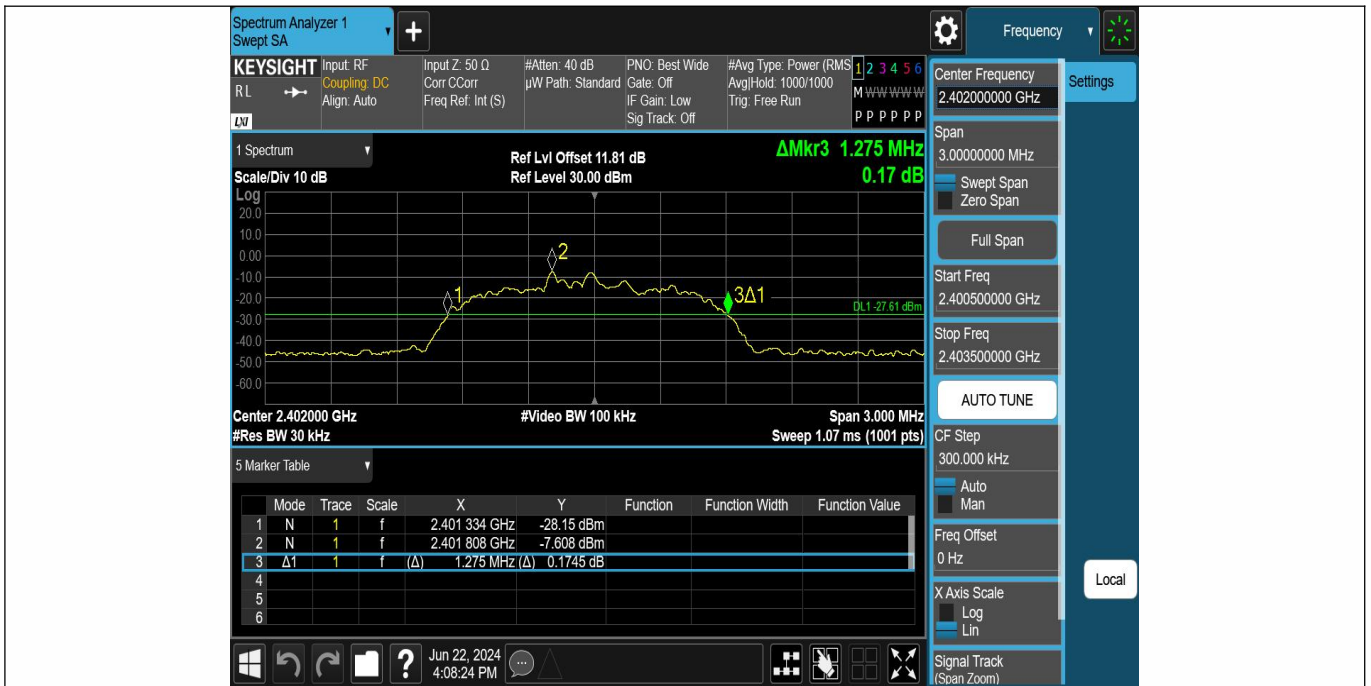 Spectrum Analyzer 1
Swept SA
+
Frequency
KEYSIGHT
RL
LXI
Input: RF
Coupling: DC
Align: Auto
Input Z: 50 Ω
Corr CCorr
Freq Ref: Int (S)
#Atten: 40 dB
µW Path: Standard
PNO: Best Wide
Gate: Off
IF Gain: Low
Sig Track: Off
#Avg Type: Power (RMS
Avg|Hold: 1000/1000
Trig: Free Run
1 2 3 4 5 6
M W W W W W
P P P P P P
1 Spectrum
Scale/Div 10 dB
Ref Lvl Offset 11.81 dB
Ref Level 30.00 dBm
ΔMkr3 1.275 MHz
0.17 dB
Log
20.0
10.0
0.00
-10.0
-20.0
-30.0
-40.0
-50.0
-60.0
1
2
3Δ1
DL1 -27.61 dBm
Center 2.402000 GHz
#Res BW 30 kHz
#Video BW 100 kHz
Span 3.000 MHz
Sweep 1.07 ms (1001 pts)
5 Marker Table
Mode Trace Scale X Y Function Function Width Function Value
1 N 1 f 2.401 334 GHz -28.15 dBm
2 N 1 f 2.401 808 GHz -7.608 dBm
3 Δ1 1 f (Δ) 1.275 MHz (Δ) 0.1745 dB
4
5
6
?
Jun 22, 2024
4:08:24 PM
Center Frequency
2.402000000 GHz
Settings
Span
3.00000000 MHz
Swept Span
Zero Span
Full Span
Start Freq
2.400500000 GHz
Stop Freq
2.403500000 GHz
AUTO TUNE
CF Step
300.000 kHz
Auto
Man
Freq Offset
0 Hz
X Axis Scale
Log
Lin
Signal Track
(Span Zoom)
Local